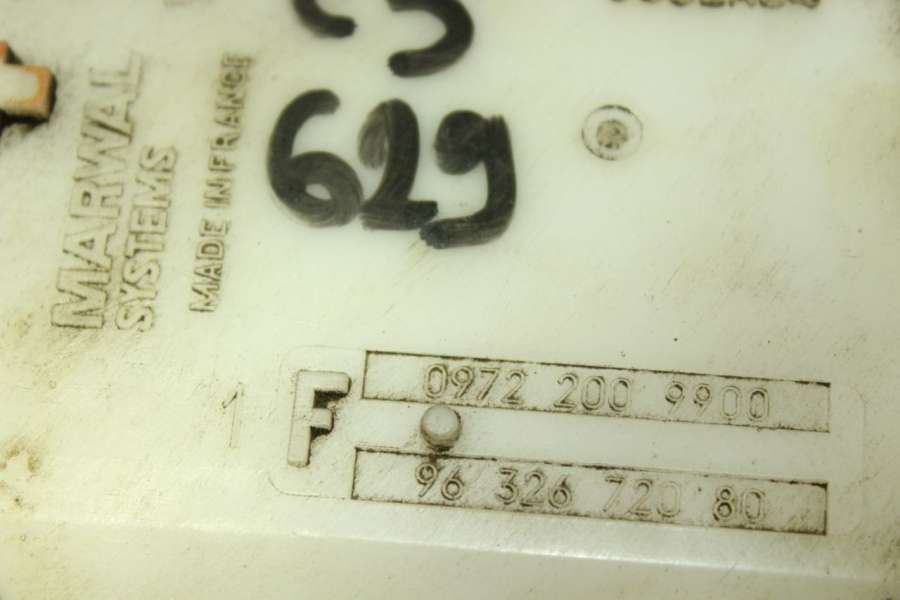 629
MARWAL
SYSTEMS
MADE IN FRANCE
1
F
0972 200 9900
96 326 720 80